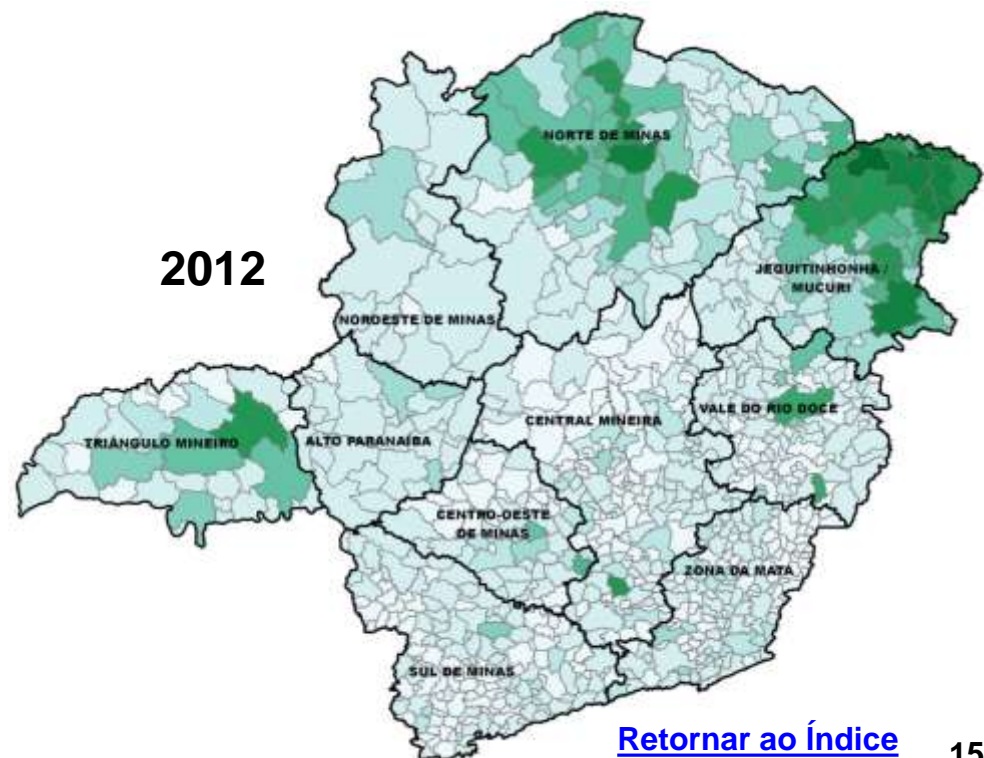 NORTE DE MINAS
2012
JEQUITINHONHA /
MUCURI
NOROESTE DE MINAS
VALE DO RIO DOCE
CENTRAL MINEIRA
TRIÂNGULO MINEIRO
ALTO PARANAÍBA
CENTRO-OESTE
DE MINAS
ZONA DA MATA
SUL DE MINAS
Retornar ao Índice
15